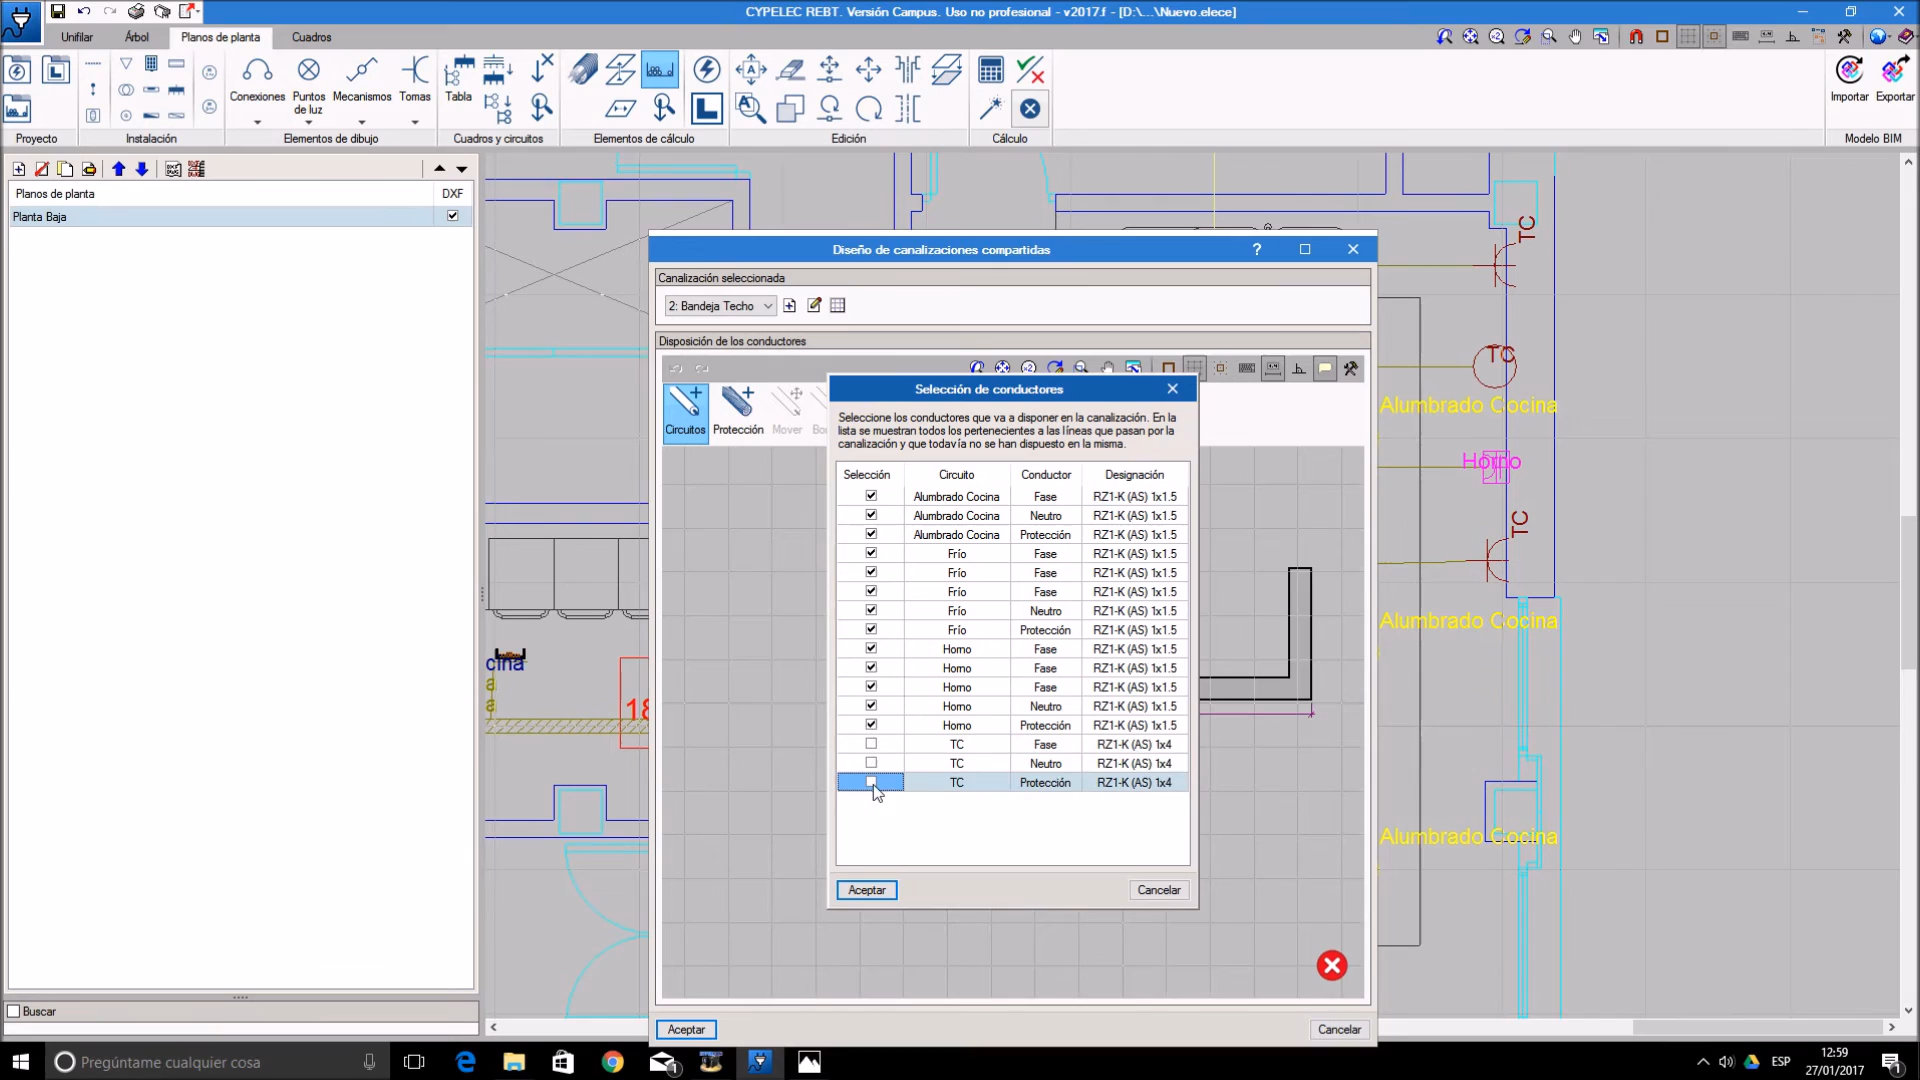 CYPELEC REBT. Versión Campus. Uso no profesional - v2017.f - [D:\...\Nuevo.elece]
Unifilar Árbol Planos de planta Cuadros
Conexiones Puntos de luz Mecanismos Tomas Tabla Importar Exportar
Proyecto Instalación Elementos de dibujo Cuadros y circuitos Elementos de cálculo Edición Cálculo Modelo BIM
Planos de planta DXF
Planta Baja
Diseño de canalizaciones compartidas
Canalización seleccionada
2: Bandeja Techo
Disposición de los conductores
Circuitos Protección Mover
Selección de conductores
Seleccione los conductores que va a disponer en la canalización. En la
lista se muestran todos los pertenecientes a las líneas que pasan por la
canalización y que todavía no se han dispuesto en la misma.
Selección Circuito Conductor Designación
Alumbrado Cocina Fase RZ1-K (AS) 1x1.5
Alumbrado Cocina Neutro RZ1-K (AS) 1x1.5
Alumbrado Cocina Protección RZ1-K (AS) 1x1.5
Frío Fase RZ1-K (AS) 1x1.5
Frío Fase RZ1-K (AS) 1x1.5
Frío Fase RZ1-K (AS) 1x1.5
Frío Neutro RZ1-K (AS) 1x1.5
Frío Protección RZ1-K (AS) 1x1.5
Horno Fase RZ1-K (AS) 1x1.5
Horno Fase RZ1-K (AS) 1x1.5
Horno Fase RZ1-K (AS) 1x1.5
Horno Neutro RZ1-K (AS) 1x1.5
Horno Protección RZ1-K (AS) 1x1.5
TC Fase RZ1-K (AS) 1x4
TC Neutro RZ1-K (AS) 1x4
TC Protección RZ1-K (AS) 1x4
Aceptar Cancelar
Aceptar Cancelar
TC
TC
Alumbrado Cocina
Horno
TC
Alumbrado Cocina
Alumbrado Cocina
cina
a
a
18
Buscar
Pregúntame cualquier cosa
ESP
12:59
27/01/2017